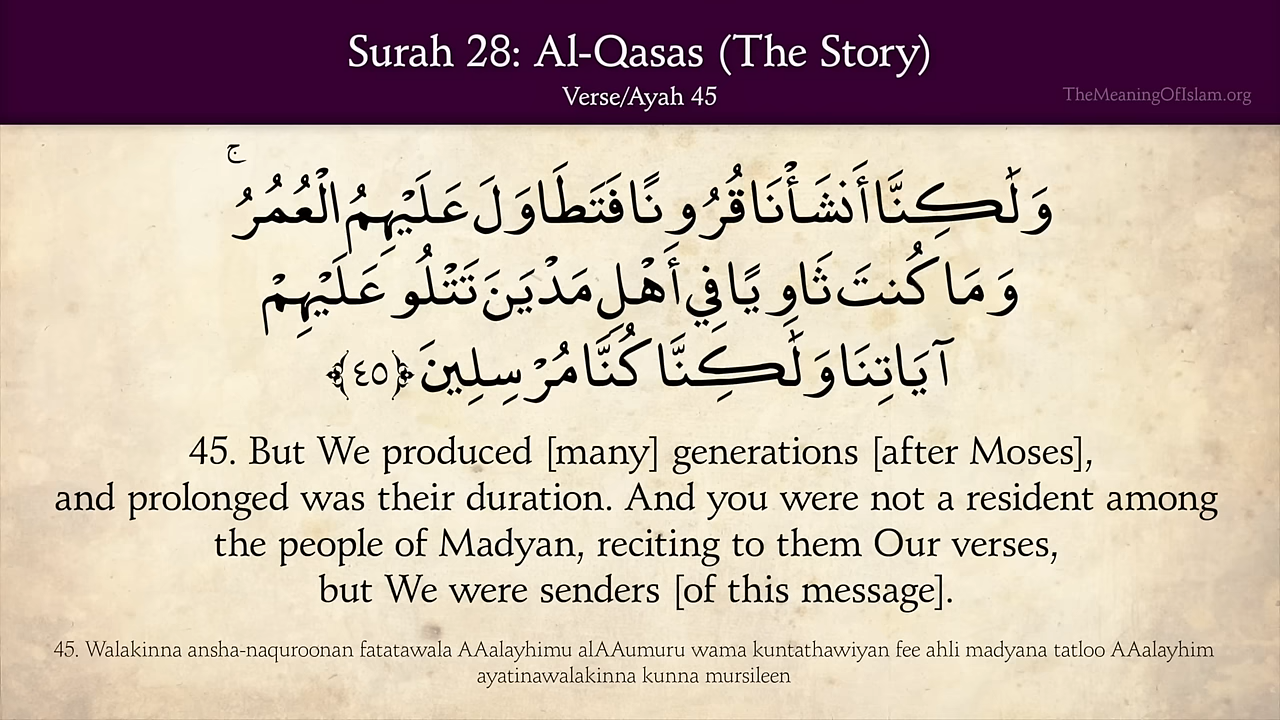 Surah 28: Al-Qasas (The Story)
Verse/Ayah 45
TheMeaningOfIslam.org
وَلَٰكِنَّا أَنشَأْنَا قُرُونًا فَتَطَاوَلَ عَلَيْهِمُ الْعُمُرُ ۚ
وَمَا كُنتَ ثَاوِيًا فِي أَهْلِ مَدْيَنَ تَتْلُو عَلَيْهِمْ
آيَاتِنَا وَلَٰكِنَّا كُنَّا مُرْسِلِينَ ﴿٤٥﴾
45. But We produced [many] generations [after Moses],
and prolonged was their duration. And you were not a resident among
the people of Madyan, reciting to them Our verses,
but We were senders [of this message].
45. Walakinna ansha-naquroonan fatatawala AAalayhimu alAAumuru wama kuntathawiyan fee ahli madyana tatloo AAalayhim
ayatinawalakinna kunna mursileen